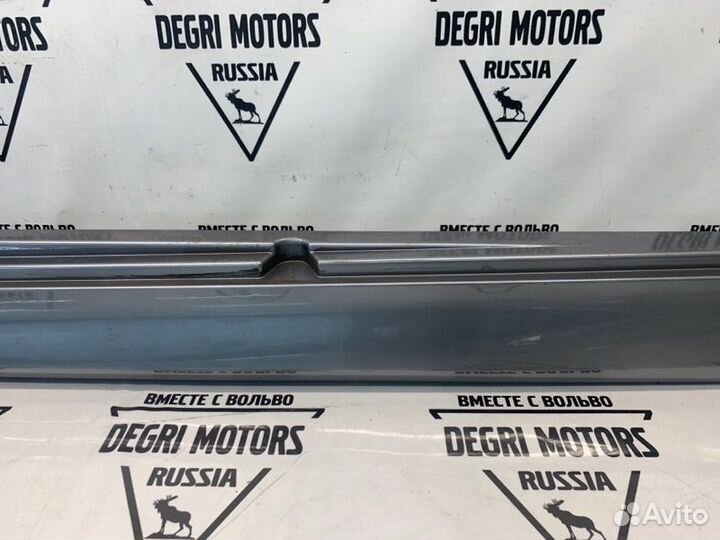 DEGRI MOTORS
RUSSIA
DEGRI MOTORS
RUSSIA
ВМЕСТЕ С ВОЛЬВО
ВМЕСТЕ С ВОЛЬВО
ВМЕСТЕ С ВОЛЬВО
DEGRI MOTORS
RUSSIA
ВМЕСТЕ С ВОЛЬВО
DEGRI MOTORS
RUSSIA
Avito